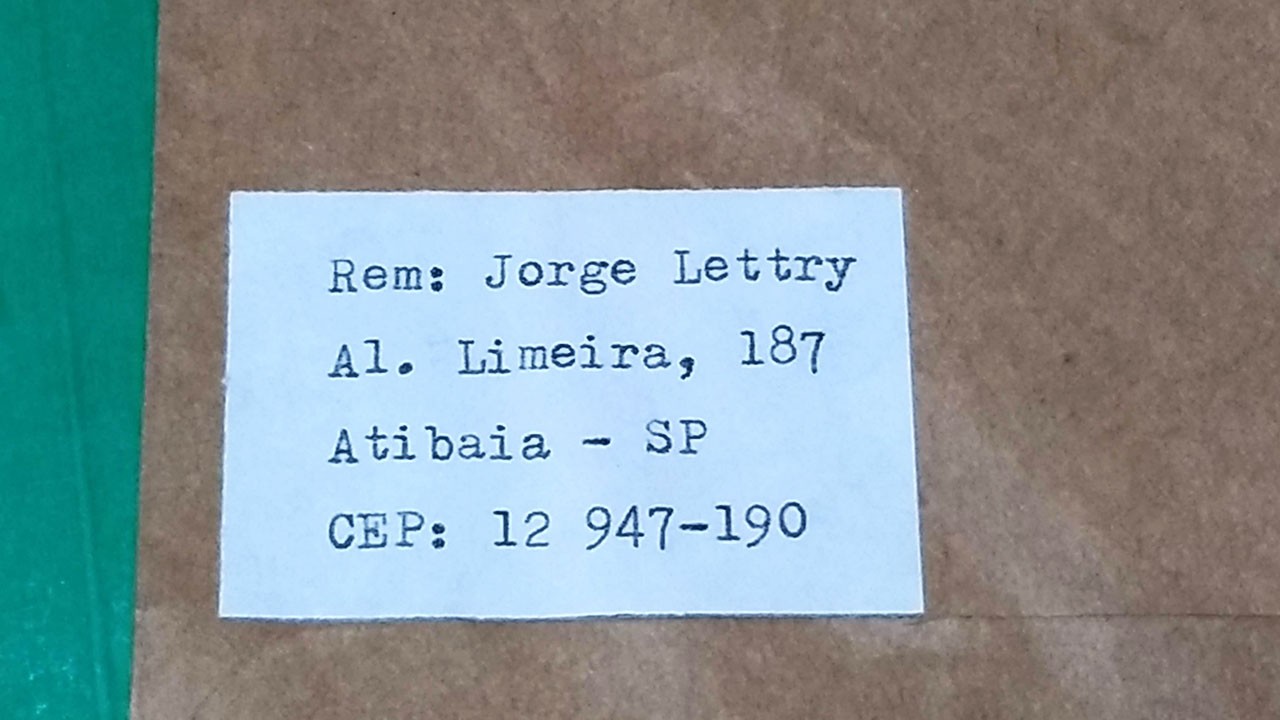 Rem: Jorge Lettry
Al. Limeira, 187
Atibaia - SP
CEP: 12 947-190